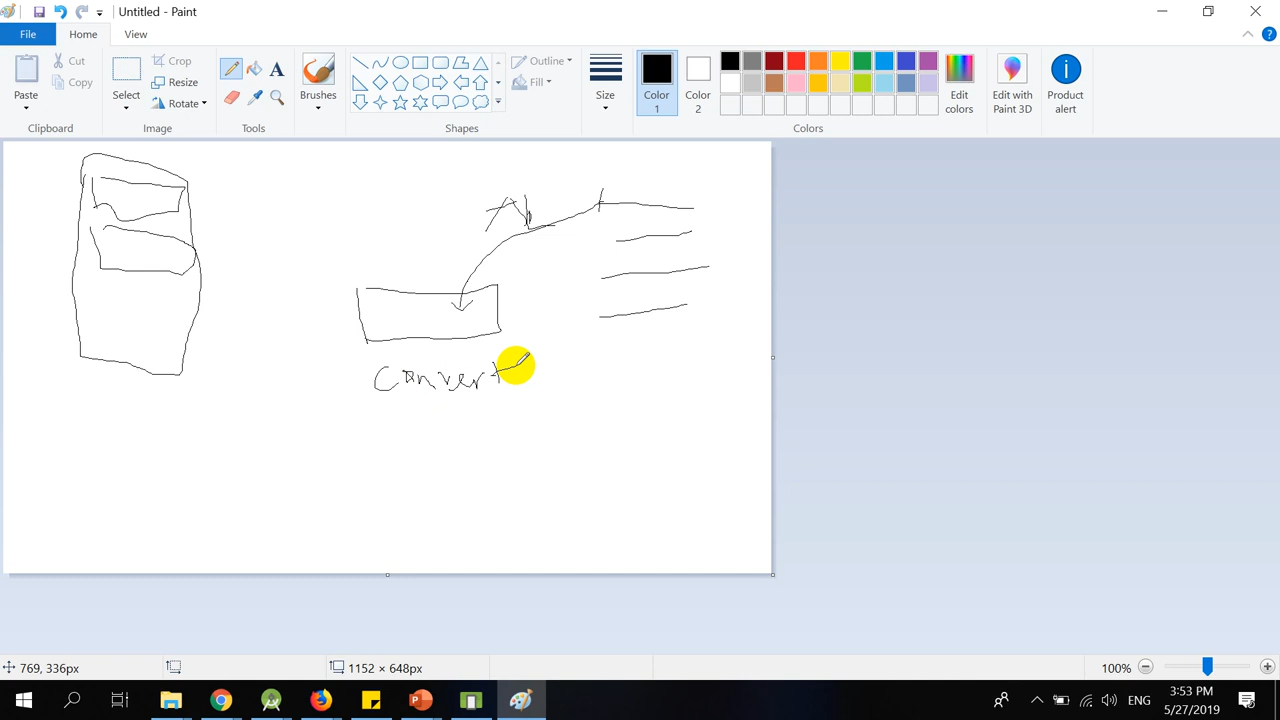 Untitled - Paint
File
Home
View
Paste
Cut
Copy
Clipboard
Select
Crop
Resize
Rotate
Image
A
Tools
Brushes
Outline
Fill
Shapes
Size
Color 1
Color 2
Edit colors
Edit with Paint 3D
Product alert
Colors
Convert
769, 336px
1152 × 648px
100%
ENG
3:53 PM
5/27/2019